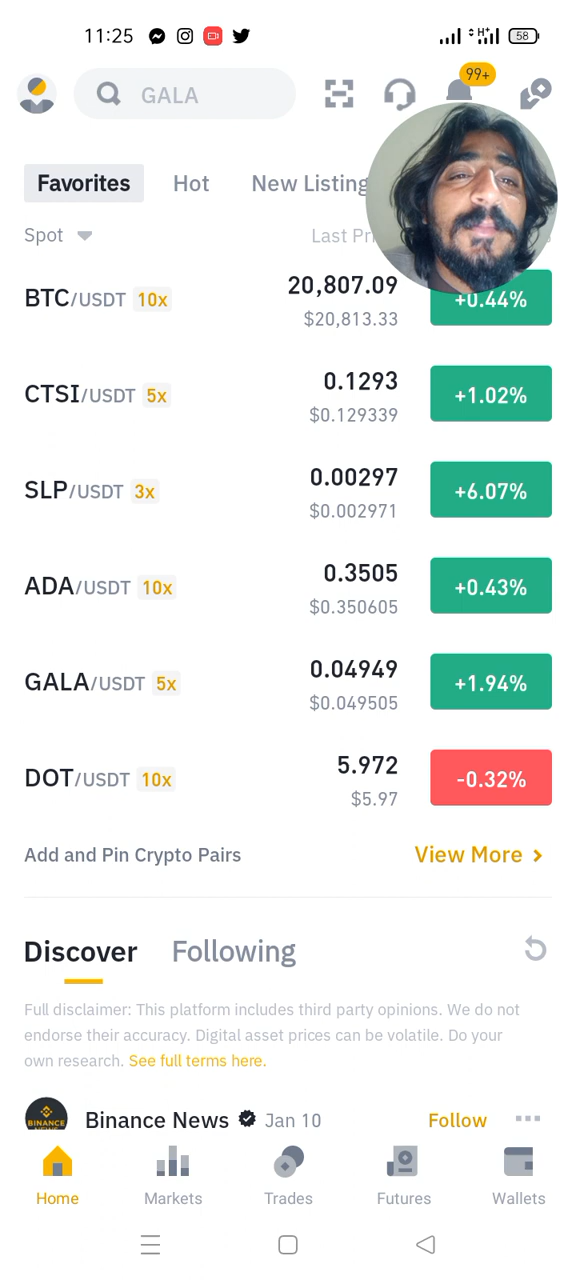 11:25
58
GALA
99+
Favorites Hot New Listing
Spot Last Pri
BTC/USDT 10x 20,807.09 +0.44%
$20,813.33
CTSI/USDT 5x 0.1293 +1.02%
$0.129339
SLP/USDT 3x 0.00297 +6.07%
$0.002971
ADA/USDT 10x 0.3505 +0.43%
$0.350605
GALA/USDT 5x 0.04949 +1.94%
$0.049505
DOT/USDT 10x 5.972 -0.32%
$5.97
Add and Pin Crypto Pairs View More
Discover Following
Full disclaimer: This platform includes third party opinions. We do not
endorse their accuracy. Digital asset prices can be volatile. Do your
own research. See full terms here.
BINANCE
Binance News Jan 10 Follow
Home Markets Trades Futures Wallets